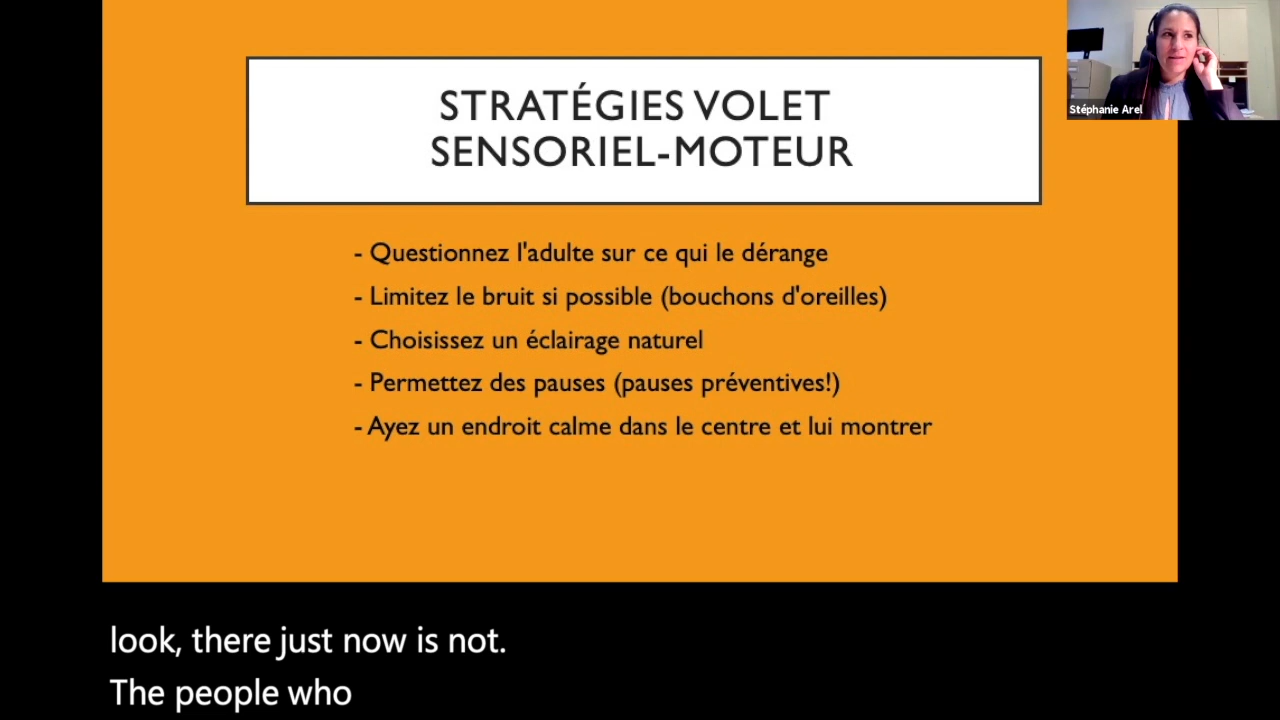 STRATÉGIES VOLET
SENSORIEL-MOTEUR
- Questionnez l'adulte sur ce qui le dérange
- Limitez le bruit si possible (bouchons d'oreilles)
- Choisissez un éclairage naturel
- Permettez des pauses (pauses préventives!)
- Ayez un endroit calme dans le centre et lui montrer
Stéphanie Arel
look, there just now is not.
The people who